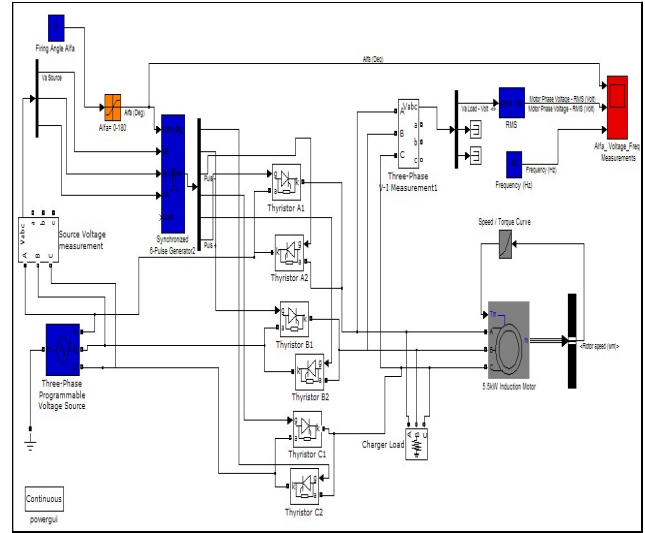 Firing Angle Alfa
Alfa (Deg)
Va Source
Alfa (Deg)
Alfa= 0-180
Vabc
A
B
C
a
b
c
Three-Phase
V-I Measurement1
Va Load - Volt
RMS
Motor Phase Voltage - RMS (Volt)
Motor Phase Voltage - RMS (Volt)
Frequency (Hz)
Frequency (Hz)
Alfa_ Voltage_Freq
Measurements
Synchronized
6-Pulse Generator2
g
a
k
Thyristor A1
k
g
a
Thyristor A2
g
a
k
Thyristor B1
k
g
a
Thyristor B2
g
a
k
Thyristor C1
k
g
a
Thyristor C2
Vabc
a
b
c
A
B
C
Source Voltage
measurement
Three-Phase
Programmable
Voltage Source
Speed / Torque Curve
Tm
m
A
B
C
<Rotor speed (wm)>
5.5kW Induction Motor
A
B
C
Charger Load
Continuous
powergui